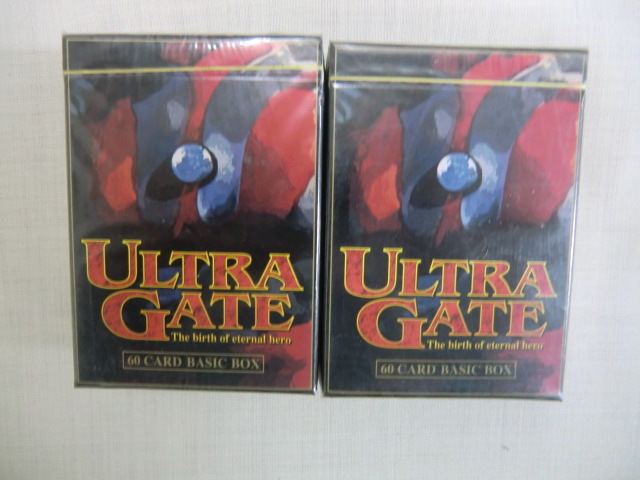 ULTRA
GATE
The birth of eternal hero
60 CARD BASIC BOX
ULTRA
GATE
The birth of eternal hero
60 CARD BASIC BOX